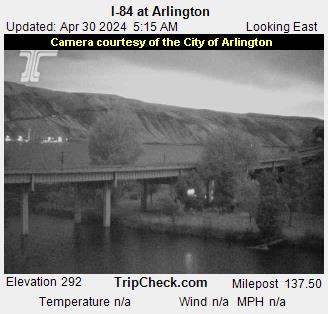 I-84 at Arlington
Updated: Apr 30 2024 5:15 AM Looking East
Camera courtesy of the City of Arlington
Elevation 292 TripCheck.com Milepost 137.50
Temperature n/a Wind n/a MPH n/a